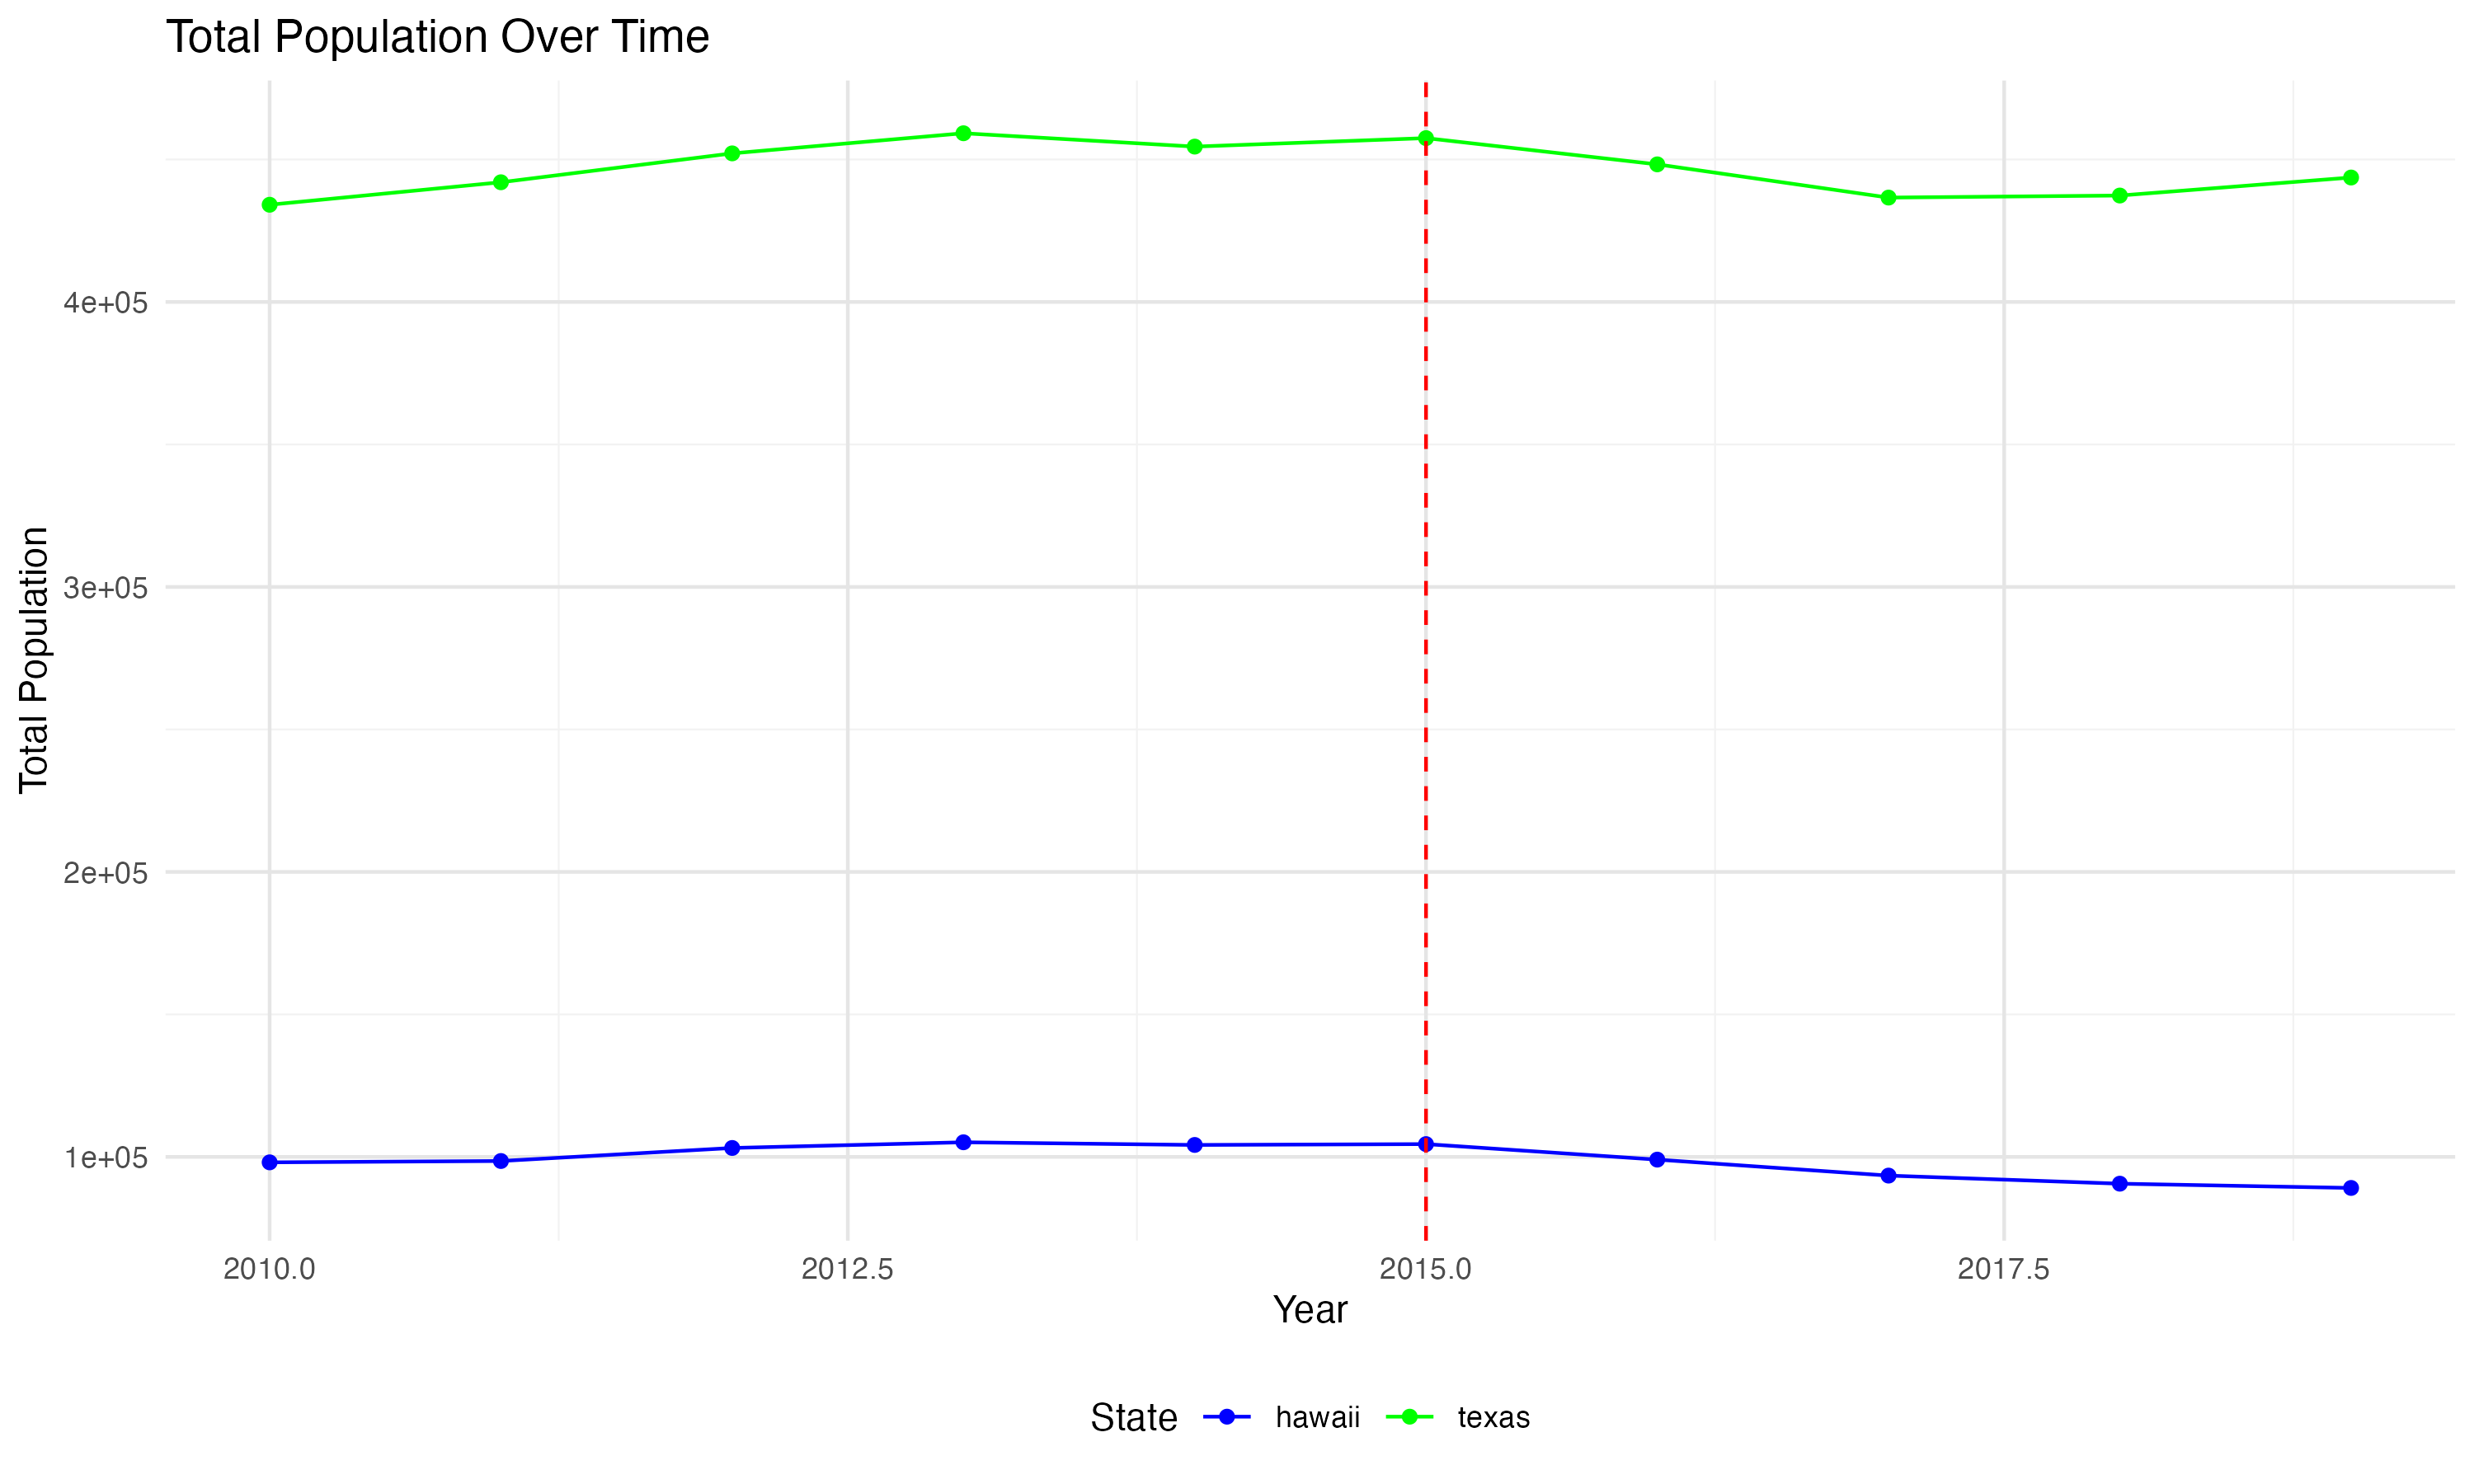 Total Population Over Time
Total Population
4e+05
3e+05
2e+05
1e+05
2010.0 2012.5 2015.0 2017.5
Year
State hawaii texas